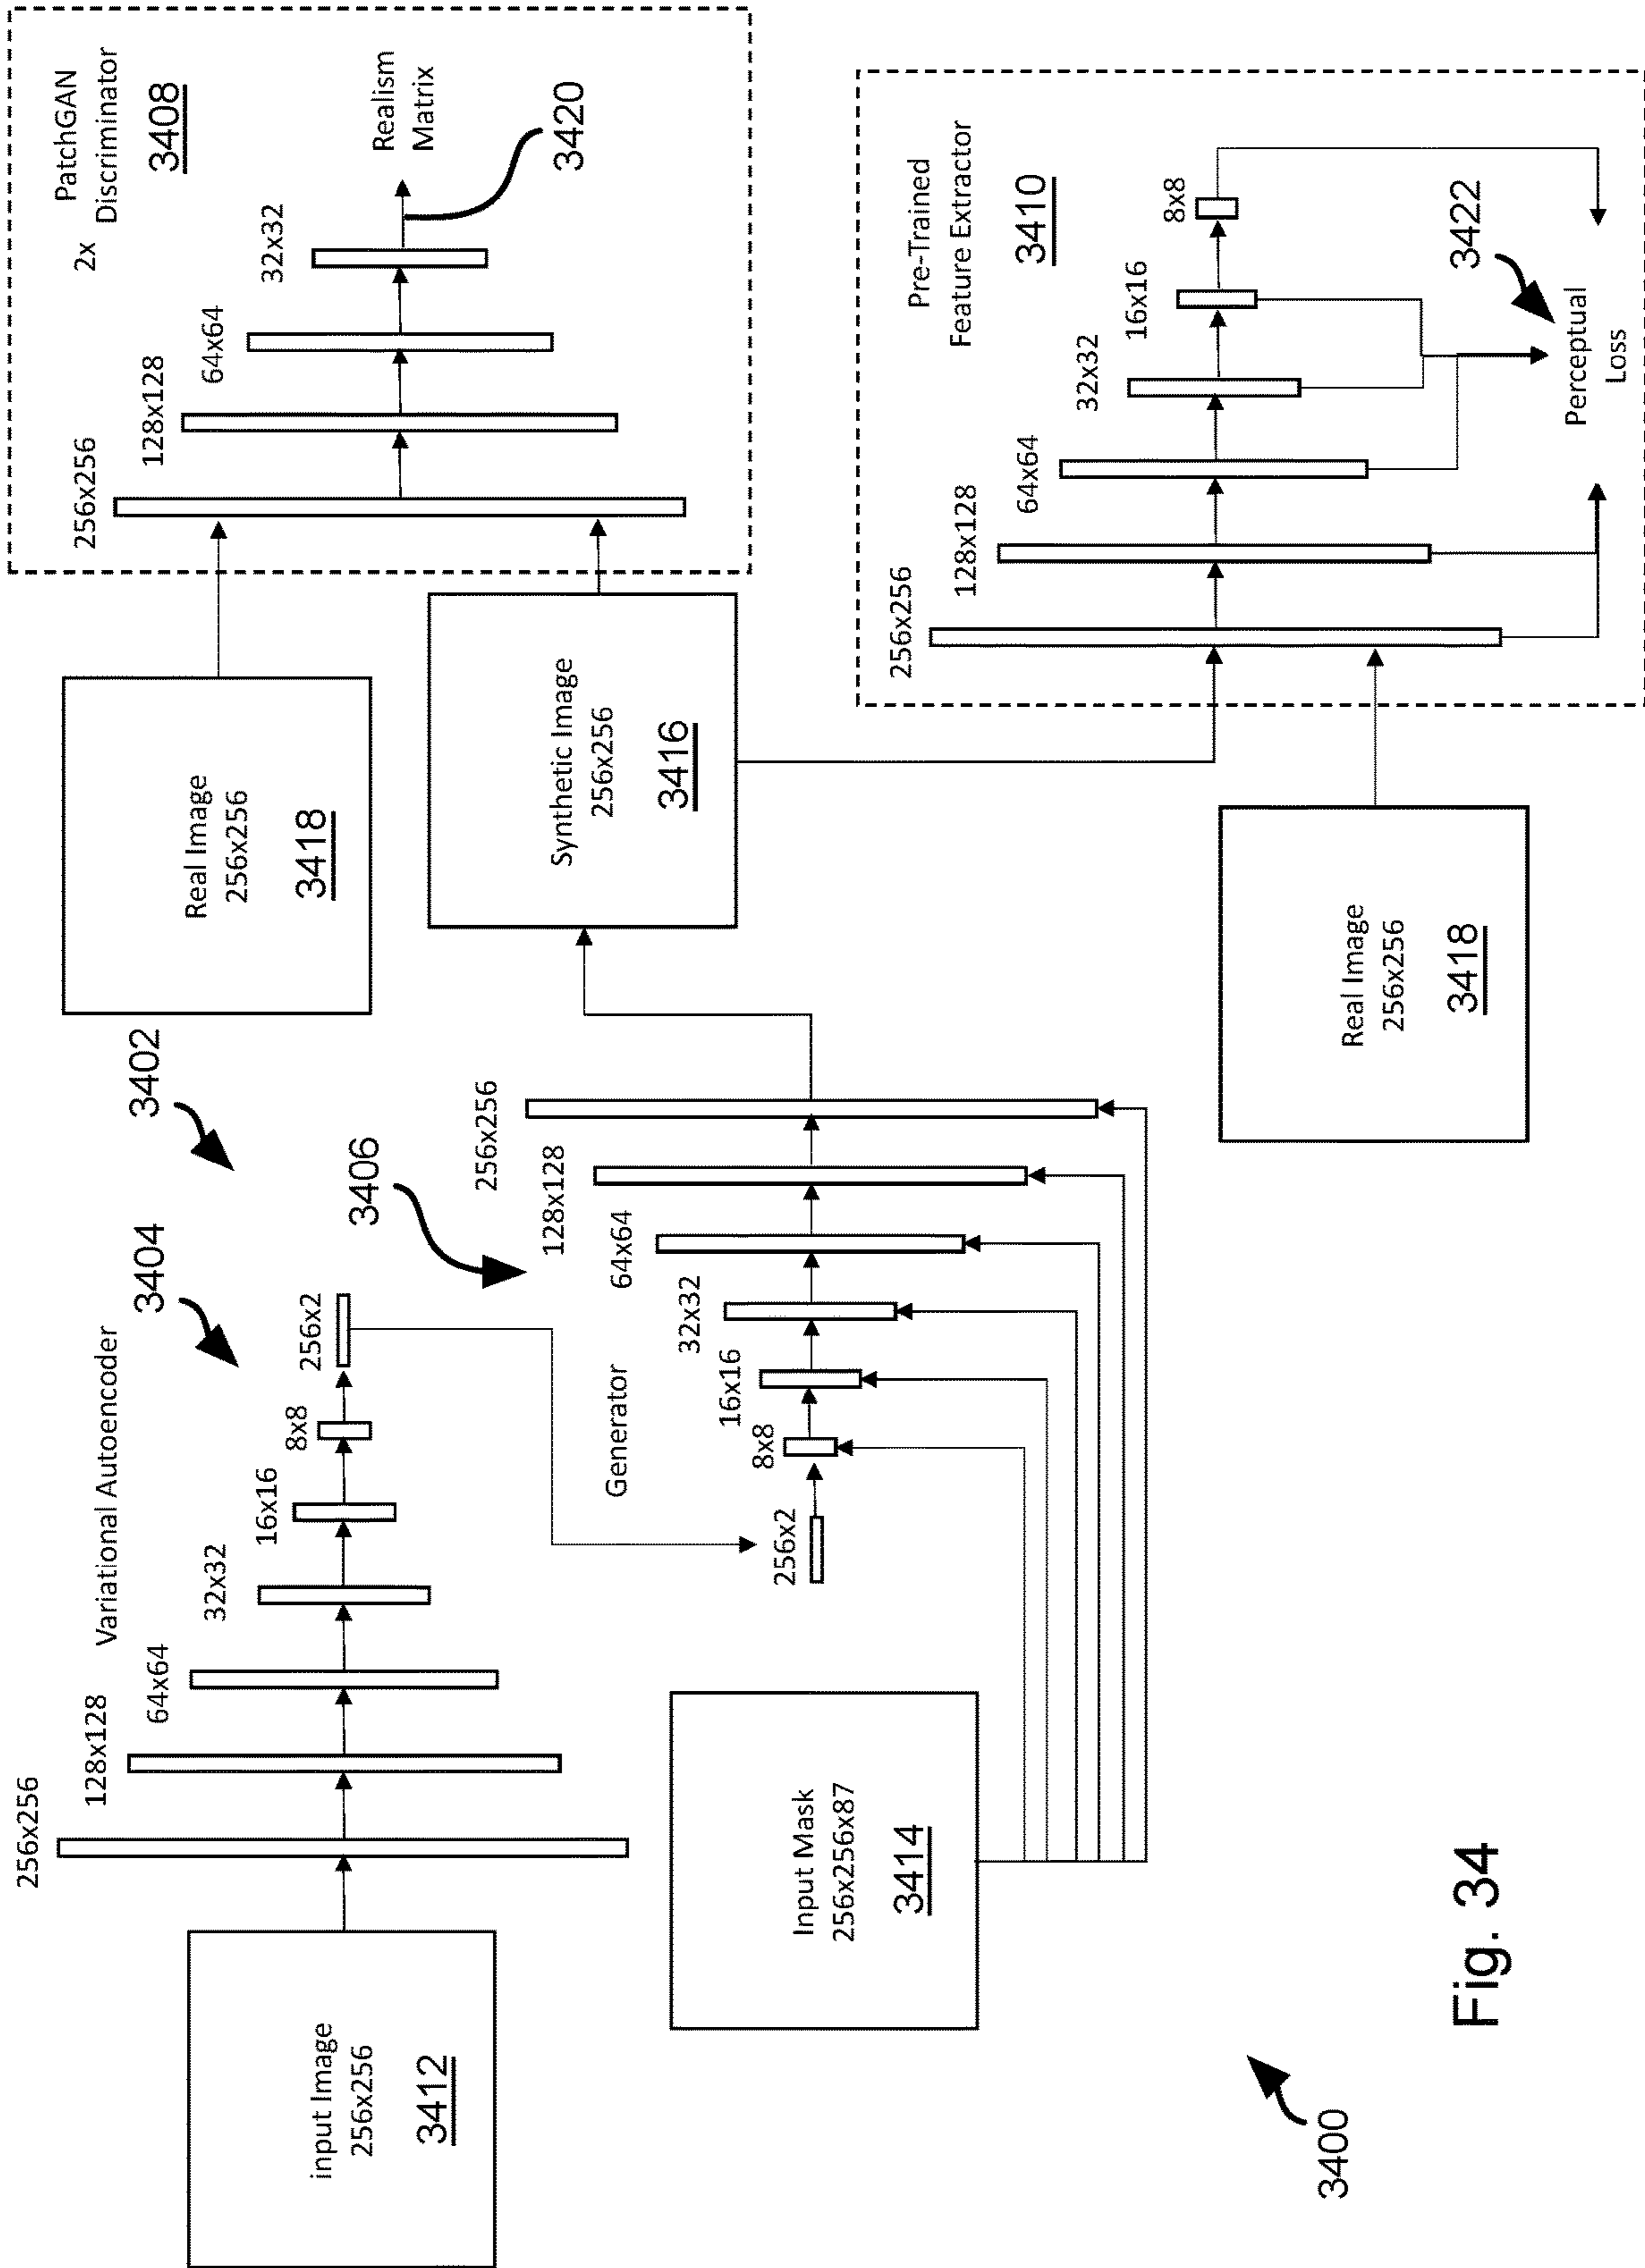 256x256
128x128
64x64
Variational Autoencoder
32x32
16x16
8x8
256x2
3404
3402
input Image
256x256
3412
Real Image
256x256
3418
256x256
128x128
64x64
32x32
2x
PatchGAN
Discriminator
3408
Realism
Matrix
3420
Input Mask
256x256x87
3414
256x2
Generator
8x8
16x16
32x32
64x64
128x128
256x256
3406
Synthetic Image
256x256
3416
Real Image
256x256
3418
256x256
128x128
64x64
32x32
16x16
8x8
Pre-Trained
Feature Extractor
3410
3422
Perceptual
Loss
3400
Fig. 34